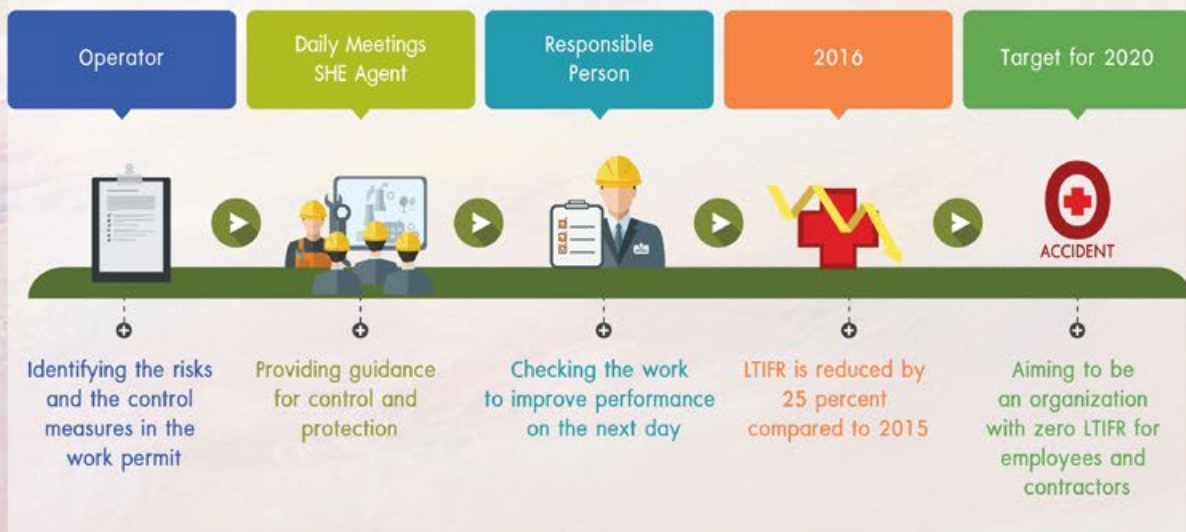 Operator
Daily Meetings
SHE Agent
Responsible
Person
2016
Target for 2020
ACCIDENT
Identifying the risks
and the control
measures in the
work permit
Providing guidance
for control and
protection
Checking the work
to improve performance
on the next day
LTIFR is reduced by
25 percent
compared to 2015
Aiming to be
an organization
with zero LTIFR for
employees and
contractors